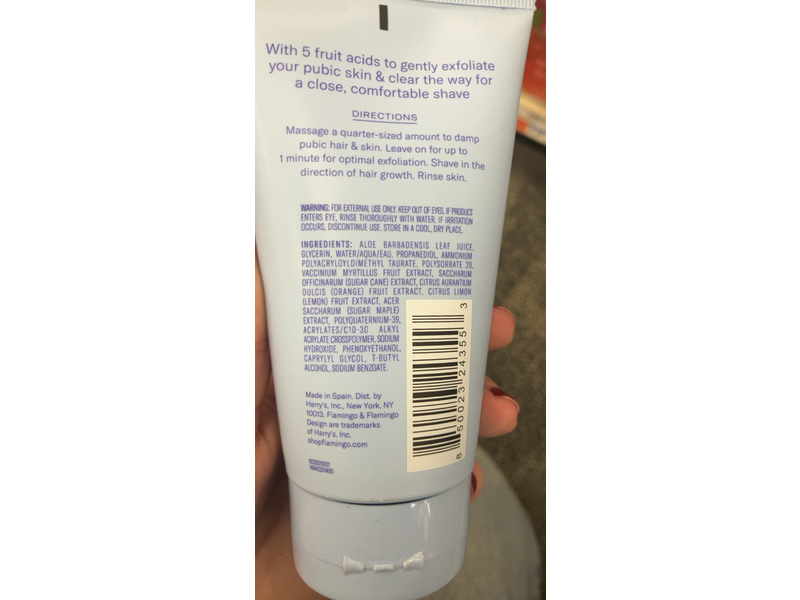 With 5 fruit acids to gently exfoliate
your pubic skin & clear the way for
a close, comfortable shave
DIRECTIONS
Massage a quarter-sized amount to damp
pubic hair & skin. Leave on for up to
1 minute for optimal exfoliation. Shave in the
direction of hair growth. Rinse skin.
WARNING: FOR EXTERNAL USE ONLY. KEEP OUT OF EYES. IF PRODUCT
ENTERS EYE, RINSE THOROUGHLY WITH WATER. IF IRRITATION
OCCURS, DISCONTINUE USE. STORE IN A COOL, DRY PLACE.
INGREDIENTS: ALOE BARBADENSIS LEAF JUICE,
GLYCERIN, WATER/AQUA/EAU, PROPANEDIOL, AMMONIUM
POLYACRYLOYLDIMETHYL TAURATE, POLYSORBATE 20,
VACCINIUM MYRTILLUS FRUIT EXTRACT, SACCHARUM
OFFICINARUM (SUGAR CANE) EXTRACT, CITRUS AURANTIUM
DULCIS (ORANGE) FRUIT EXTRACT, CITRUS LIMON
(LEMON) FRUIT EXTRACT, ACER
SACCHARUM (SUGAR MAPLE)
EXTRACT, POLYQUATERNIUM-39,
ACRYLATES/C10-30 ALKYL
ACRYLATE CROSSPOLYMER, SODIUM
HYDROXIDE, PHENOXYETHANOL,
CAPRYLYL GLYCOL, T-BUTYL
ALCOHOL, SODIUM BENZOATE.
8 50023 24355 3
Made in Spain. Dist. by
Harry's, Inc., New York, NY
10013. Flamingo & Flamingo
Design are trademarks
of Harry's, Inc.
shopflamingo.com